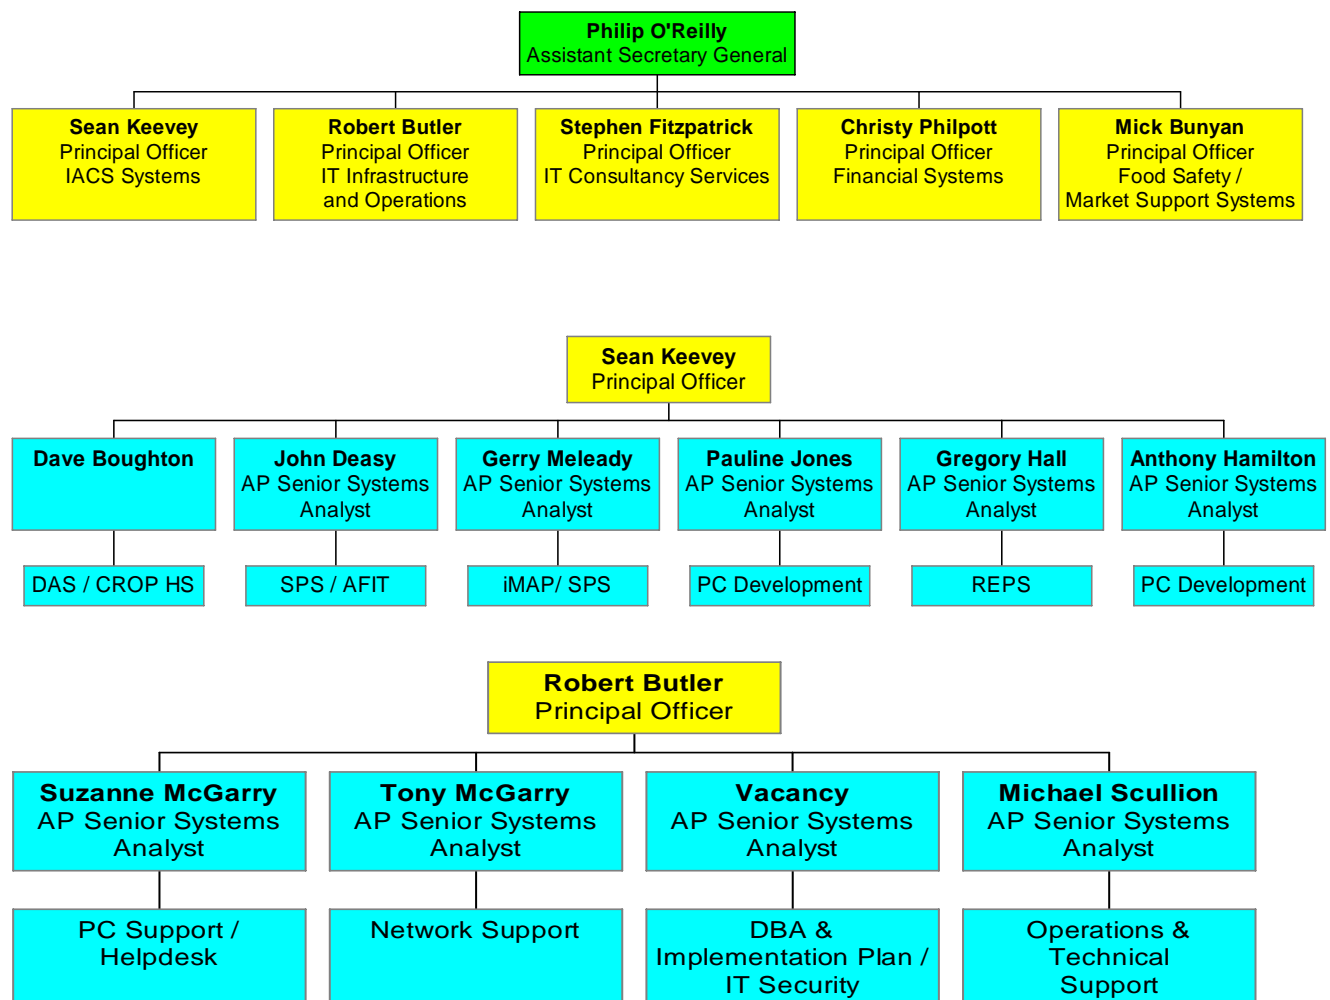 Philip O'Reilly
Assistant Secretary General
Sean Keevey
Principal Officer
IACS Systems
Robert Butler
Principal Officer
IT Infrastructure
and Operations
Stephen Fitzpatrick
Principal Officer
IT Consultancy Services
Christy Philpott
Principal Officer
Financial Systems
Mick Bunyan
Principal Officer
Food Safety /
Market Support Systems
Sean Keevey
Principal Officer
Dave Boughton
John Deasy
AP Senior Systems
Analyst
Gerry Meleady
AP Senior Systems
Analyst
Pauline Jones
AP Senior Systems
Analyst
Gregory Hall
AP Senior Systems
Analyst
Anthony Hamilton
AP Senior Systems
Analyst
DAS / CROP HS
SPS / AFIT
iMAP/ SPS
PC Development
REPS
PC Development
Robert Butler
Principal Officer
Suzanne McGarry
AP Senior Systems
Analyst
Tony McGarry
AP Senior Systems
Analyst
Vacancy
AP Senior Systems
Analyst
Michael Scullion
AP Senior Systems
Analyst
PC Support /
Helpdesk
Network Support
DBA &
Implementation Plan /
IT Security
Operations &
Technical
Support